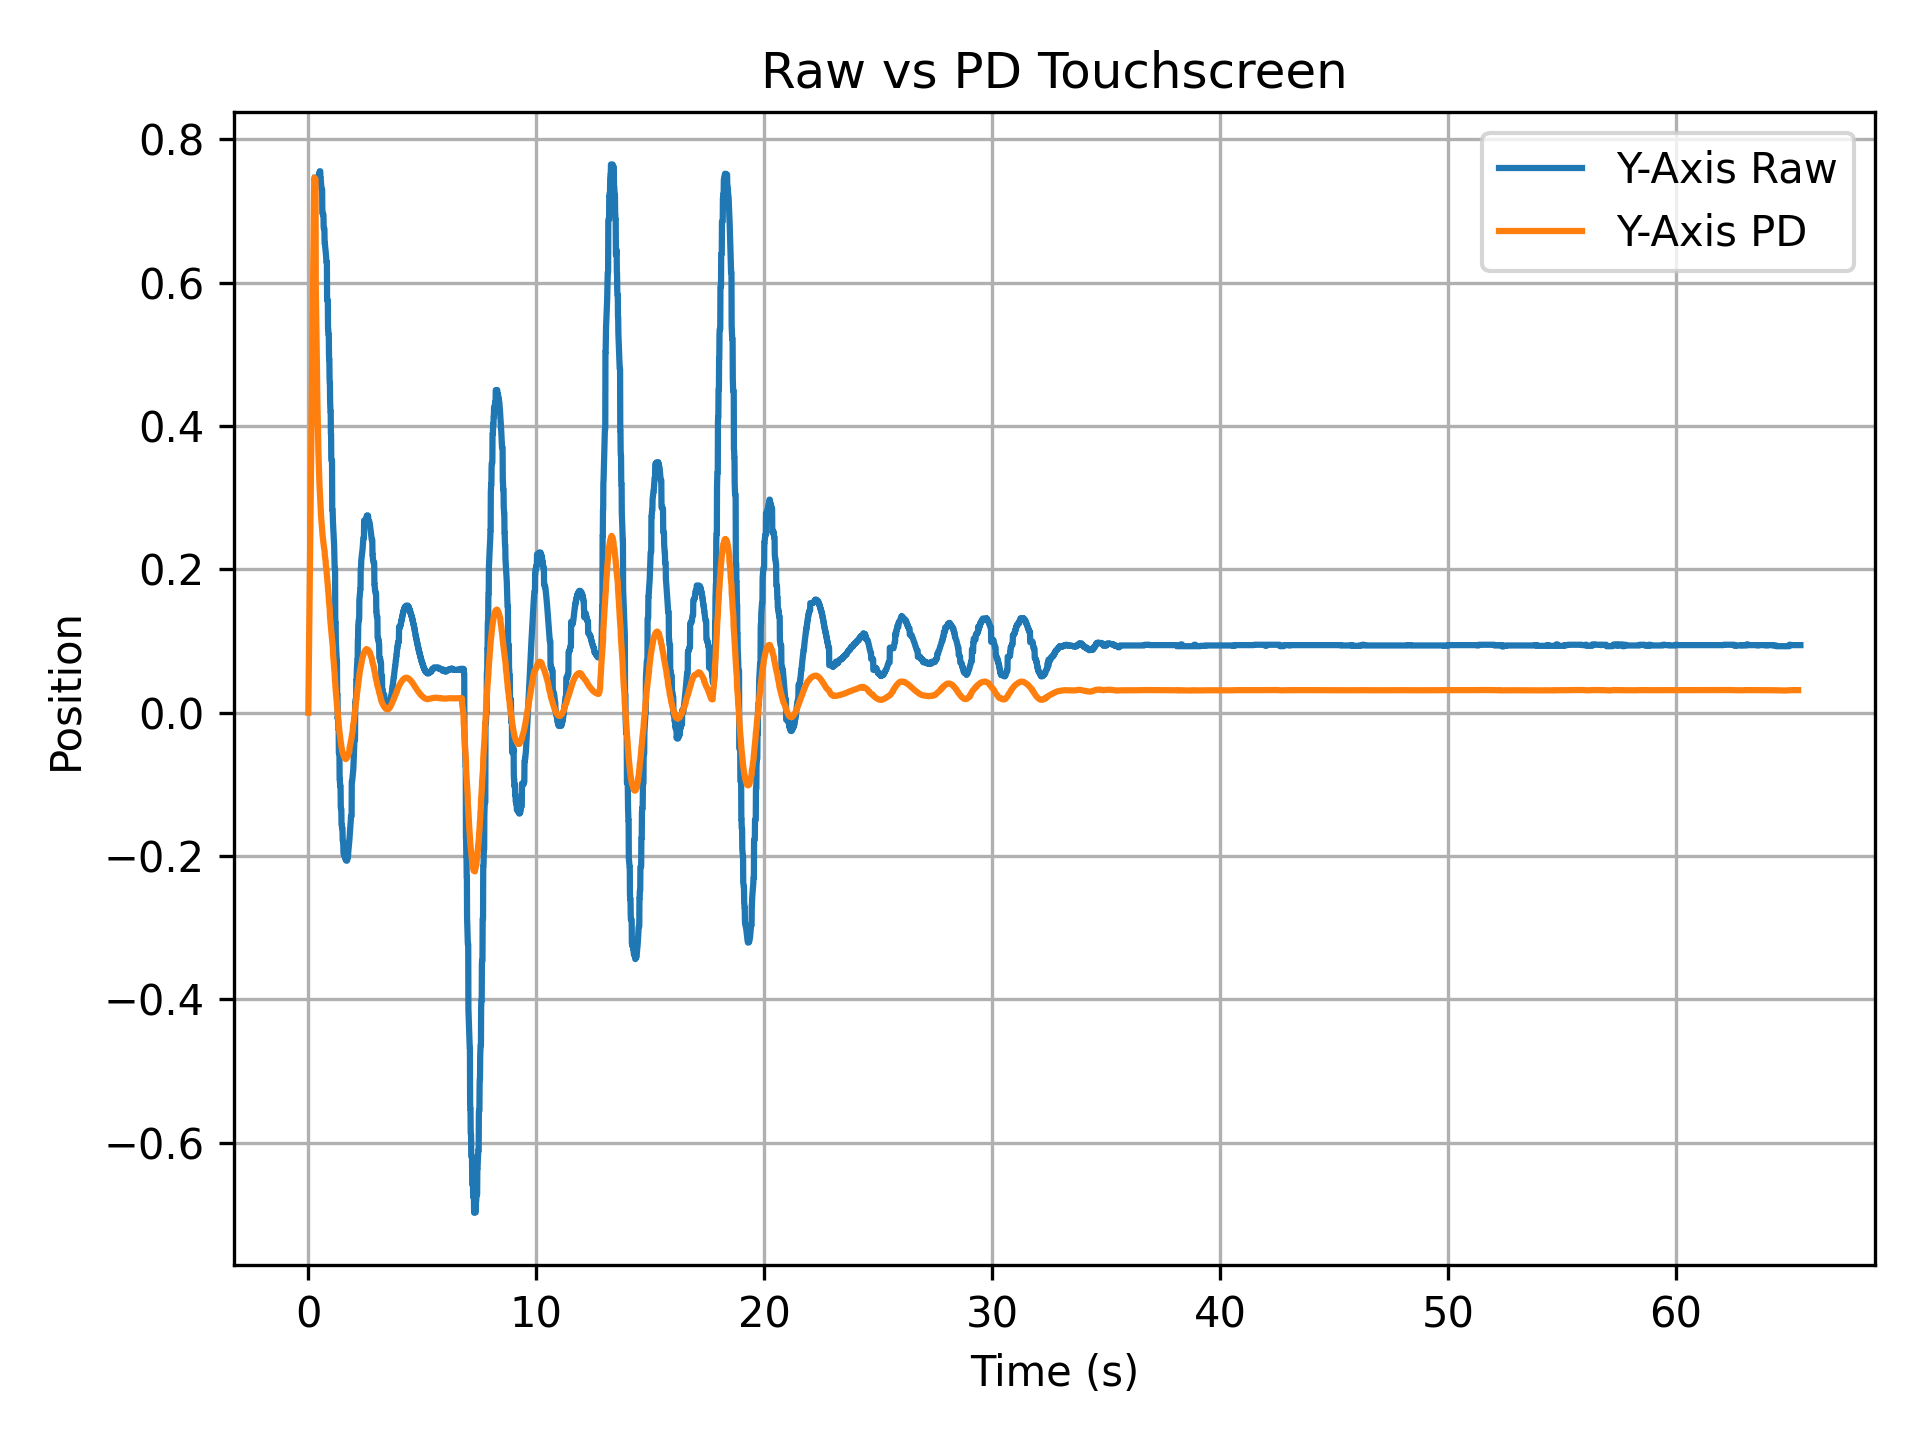 Raw vs PD Touchscreen
Y-Axis Raw
Y-Axis PD
Position
0.8
0.6
0.4
0.2
0.0
−0.2
−0.4
−0.6
0 10 20 30 40 50 60
Time (s)